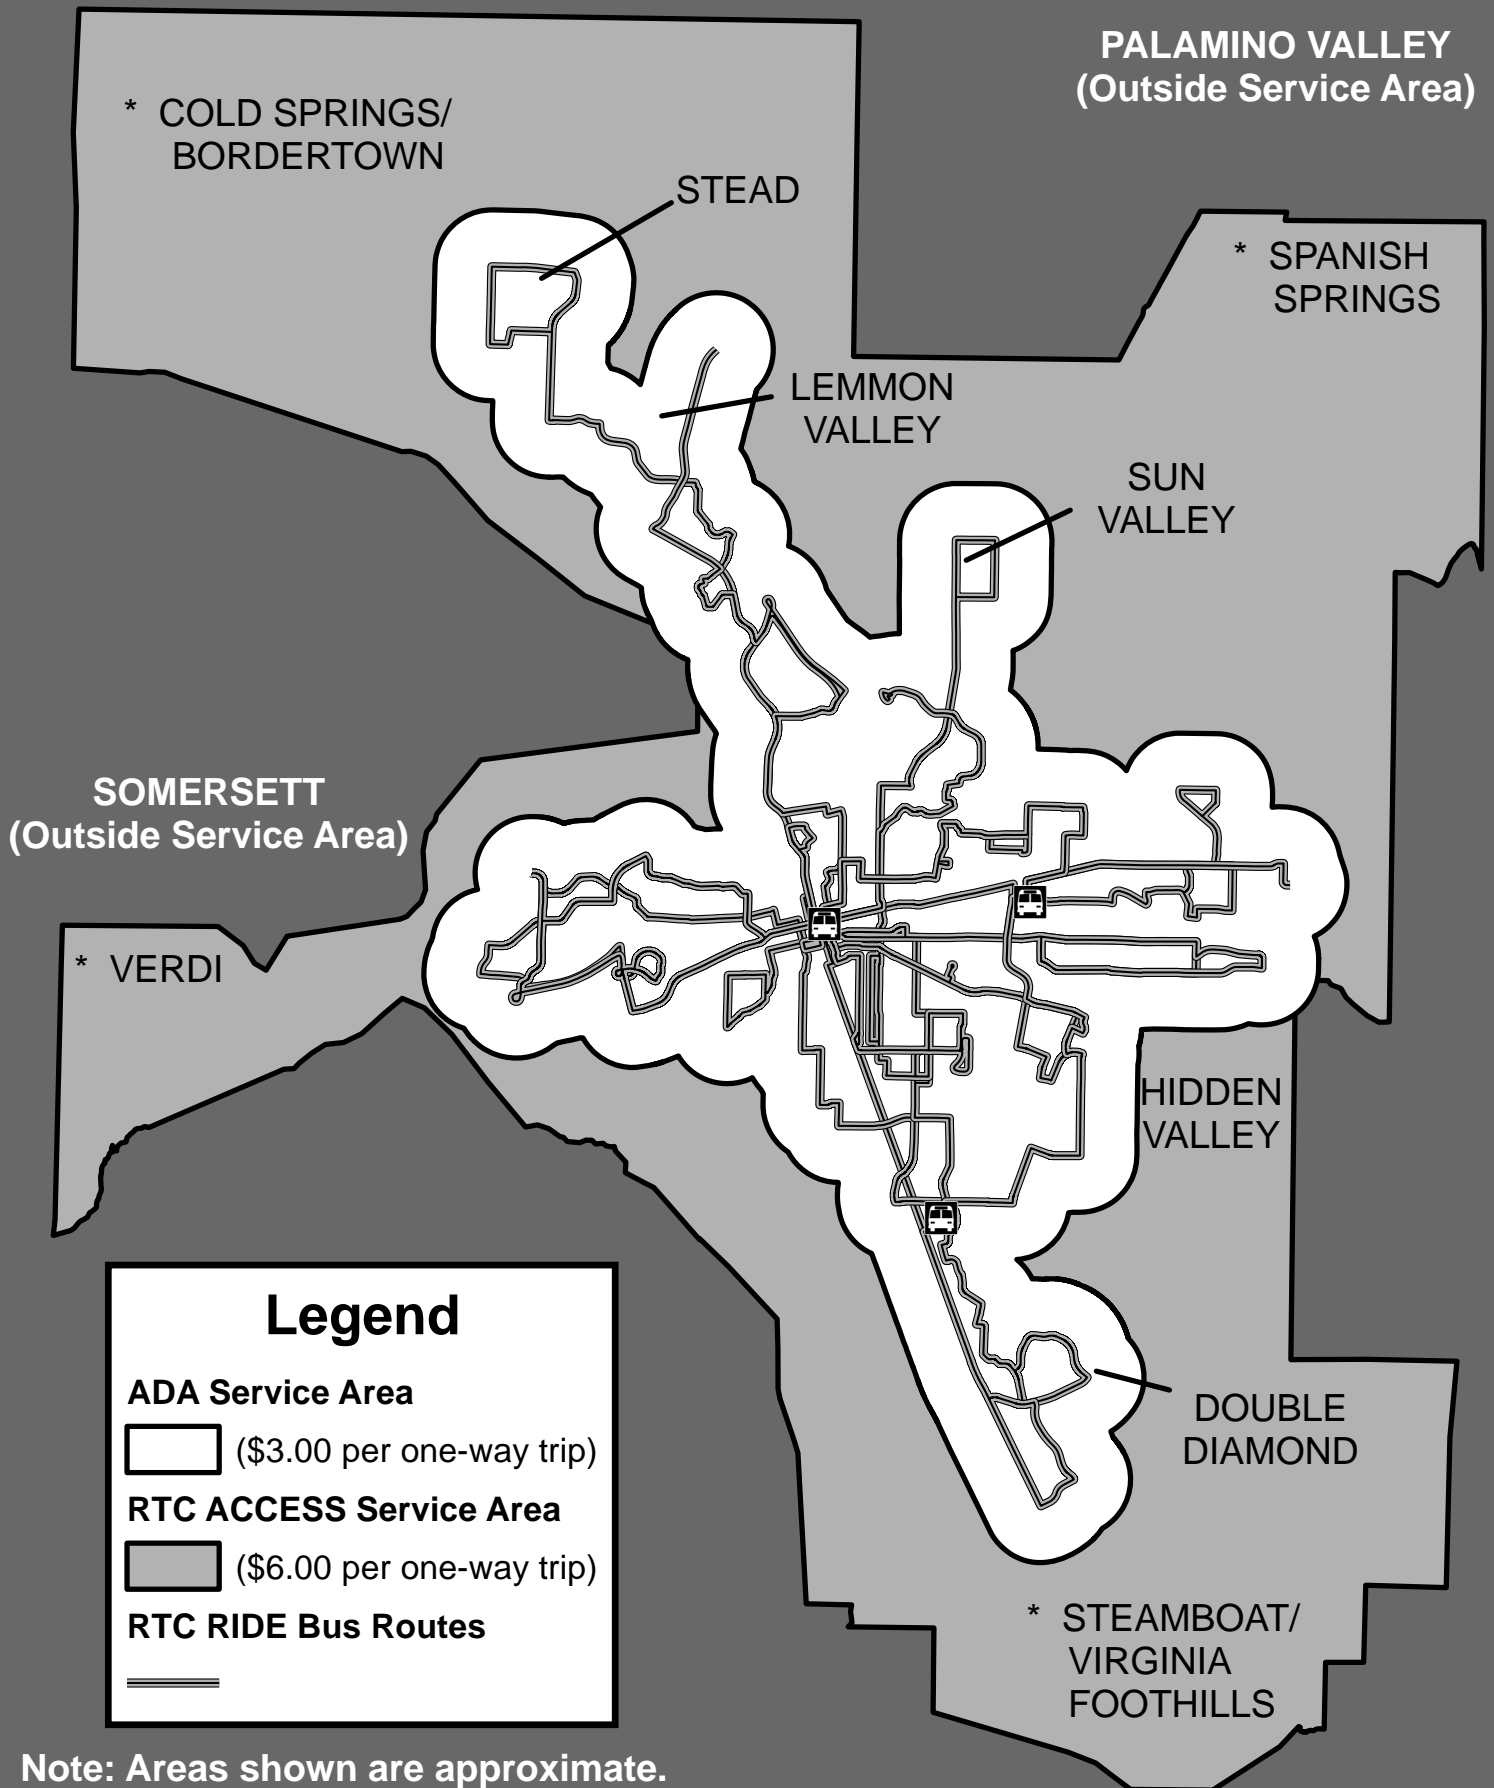 PALAMINO VALLEY
(Outside Service Area)
* COLD SPRINGS/
BORDERTOWN
STEAD
* SPANISH
SPRINGS
LEMMON
VALLEY
SUN
VALLEY
SOMERSETT
(Outside Service Area)
* VERDI
HIDDEN
VALLEY
DOUBLE
DIAMOND
* STEAMBOAT/
VIRGINIA
FOOTHILLS
Legend
ADA Service Area
($3.00 per one-way trip)
RTC ACCESS Service Area
($6.00 per one-way trip)
RTC RIDE Bus Routes
Note: Areas shown are approximate.